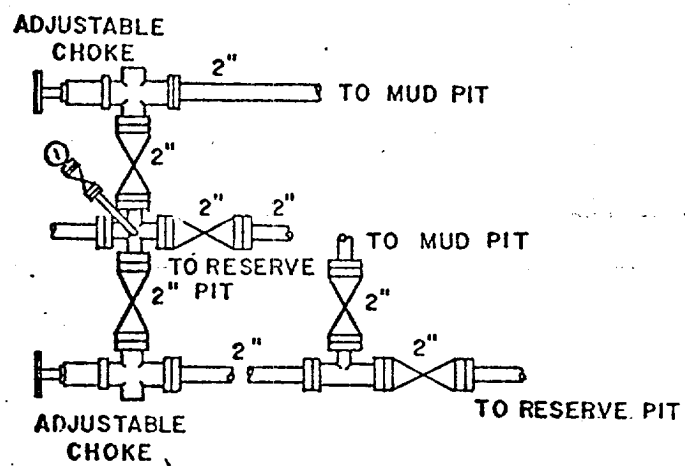 ADJUSTABLE
CHOKE
2"
TO MUD PIT
2"
2"
2"
TO MUD PIT
TO RESERVE
PIT
2"
2"
2"
2"
TO RESERVE PIT
ADJUSTABLE
CHOKE